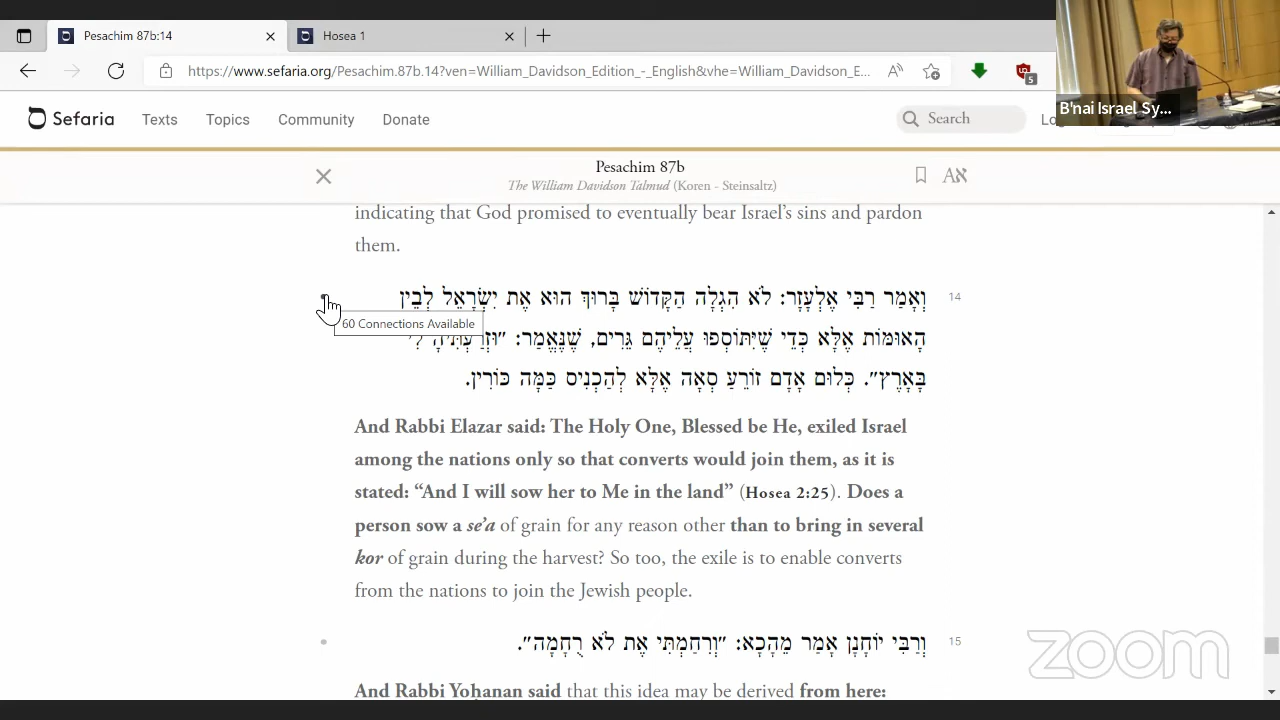 Pesachim 87b:14
Hosea 1
https://www.sefaria.org/Pesachim.87b.14?ven=William_Davidson_Edition_-_English&vhe=William_Davidson_E...
5
B'nai Israel Sy...
Sefaria
Texts
Topics
Community
Donate
Search
Pesachim 87b
The William Davidson Talmud (Koren - Steinsaltz)
Aא
indicating that God promised to eventually bear Israel's sins and pardon
them.
וְאָמַר רַבִּי אֶלְעָזָר: לֹא הִגְלָה הַקָּדוֹשׁ בָּרוּךְ הוּא אֶת יִשְׂרָאֵל לְבֵין
14
60 Connections Available
הָאוּמּוֹת אֶלָּא כְּדֵי שֶׁיִּתּוֹסְפוּ עֲלֵיהֶם גֵּרִים, שֶׁנֶּאֱמַר:
בָּאָרֶץ״. כְּלוּם אָדָם זוֹרֵעַ סְאָה אֶלָּא לְהַכְנִיס כַּמָּה כּוֹרִין.
And Rabbi Elazar said: The Holy One, Blessed be He, exiled Israel
among the nations only so that converts would join them, as it is
stated: “And I will sow her to Me in the land” (Hosea 2:25). Does a
person sow a se'a of grain for any reason other than to bring in several
kor of grain during the harvest? So too, the exile is to enable converts
from the nations to join the Jewish people.
וְרַבִּי יוֹחָנָן אָמַר מֵהָכָא: ״וְרִחַמְתִּי אֶת לֹא רֻחָמָה״.
15
And Rabbi Yoḥanan said that this idea may be derived from here:
zoom